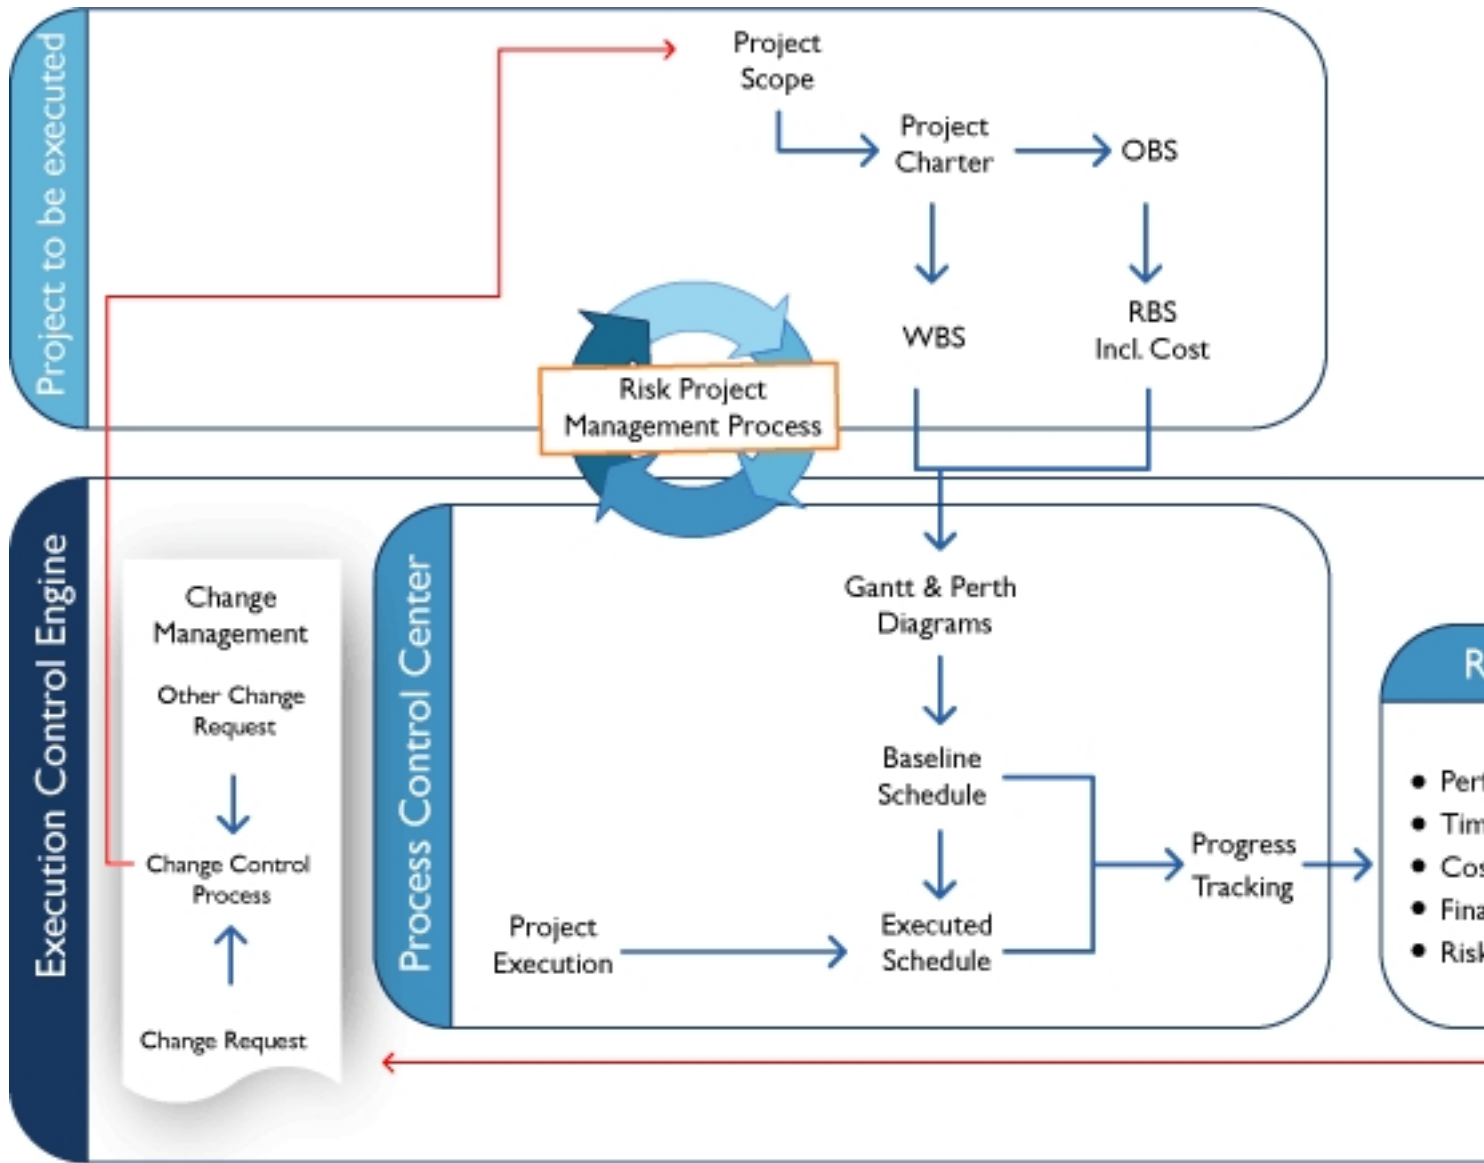 Project to be executed
Project
Scope
Project
Charter
OBS
WBS
RBS
Incl. Cost
Risk Project
Management Process
Execution Control Engine
Change
Management
Other Change
Request
Change Control
Process
Change Request
Process Control Center
Gantt & Perth
Diagrams
Baseline
Schedule
Project
Execution
Executed
Schedule
Progress
Tracking